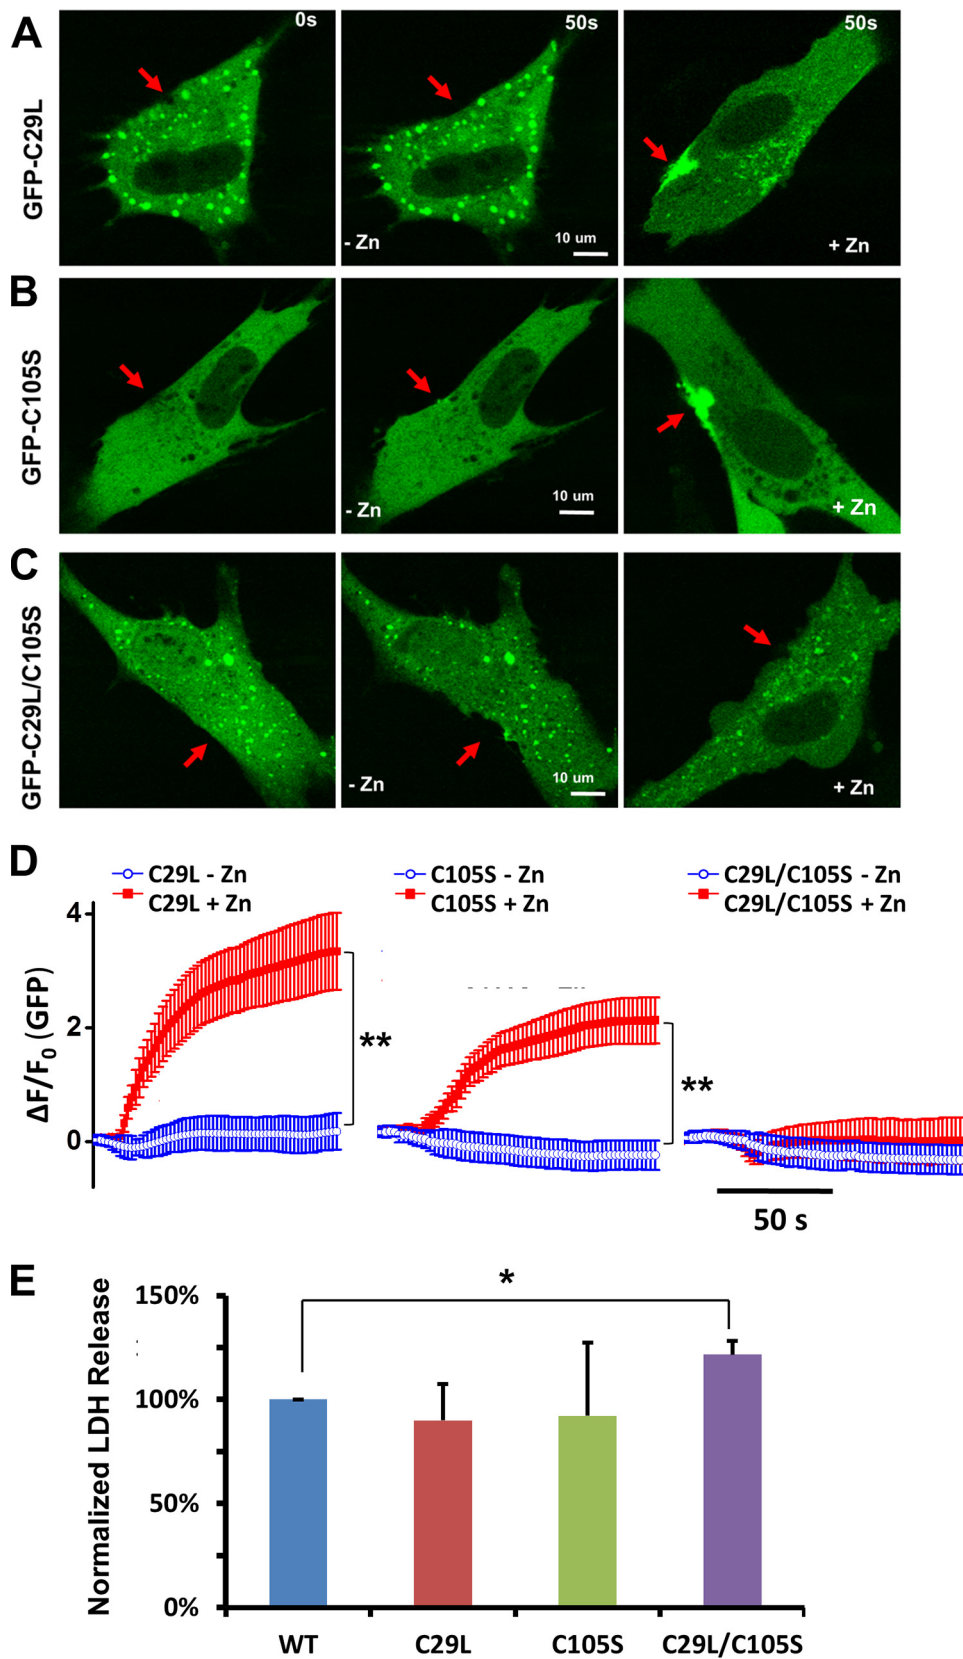 A
GFP-C29L
0s
50s
- Zn
10 um
50s
+ Zn
B
GFP-C105S
- Zn
10 um
+ Zn
C
GFP-C29L/C105S
- Zn
10 um
+ Zn
D
C29L - Zn
C29L + Zn
C105S - Zn
C105S + Zn
C29L/C105S - Zn
C29L/C105S + Zn
ΔF/F0 (GFP)
4
2
0
**
**
50 s
E
Normalized LDH Release
150%
100%
50%
0%
*
WT
C29L
C105S
C29L/C105S